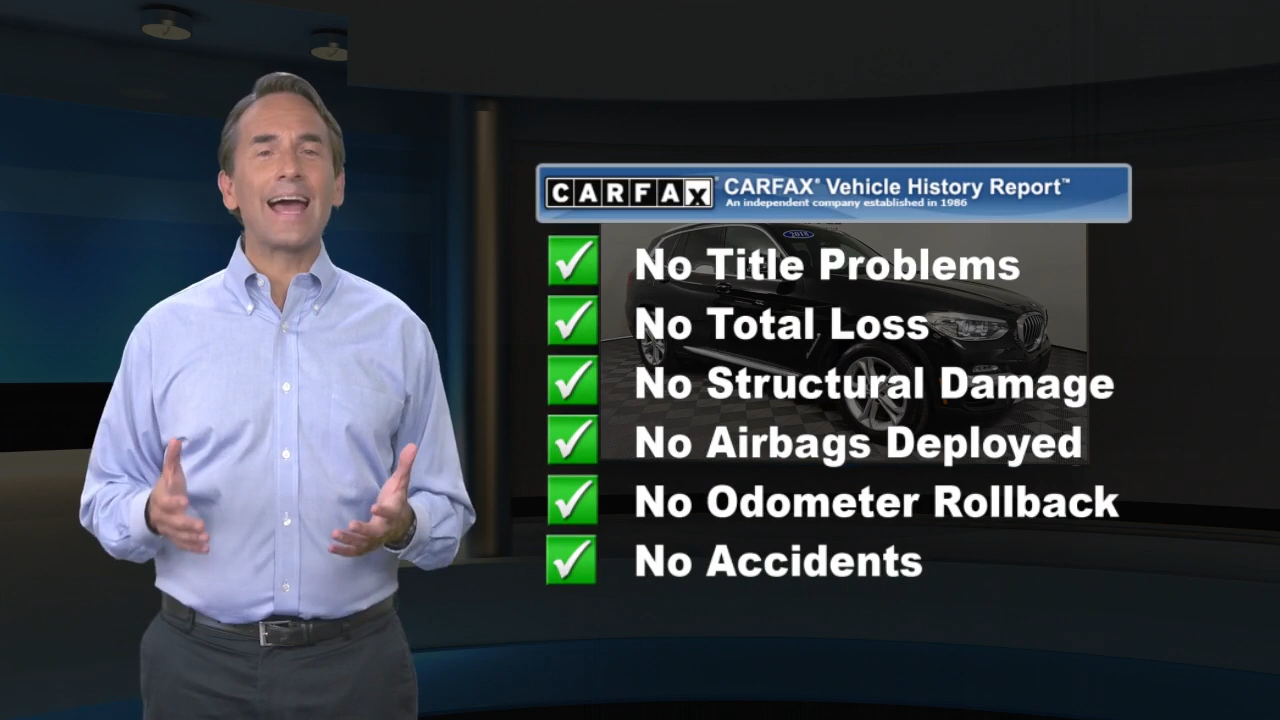 CARFAX® CARFAX® Vehicle History Report™
An independent company established in 1986
2018
No Title Problems
No Total Loss
No Structural Damage
No Airbags Deployed
No Odometer Rollback
No Accidents